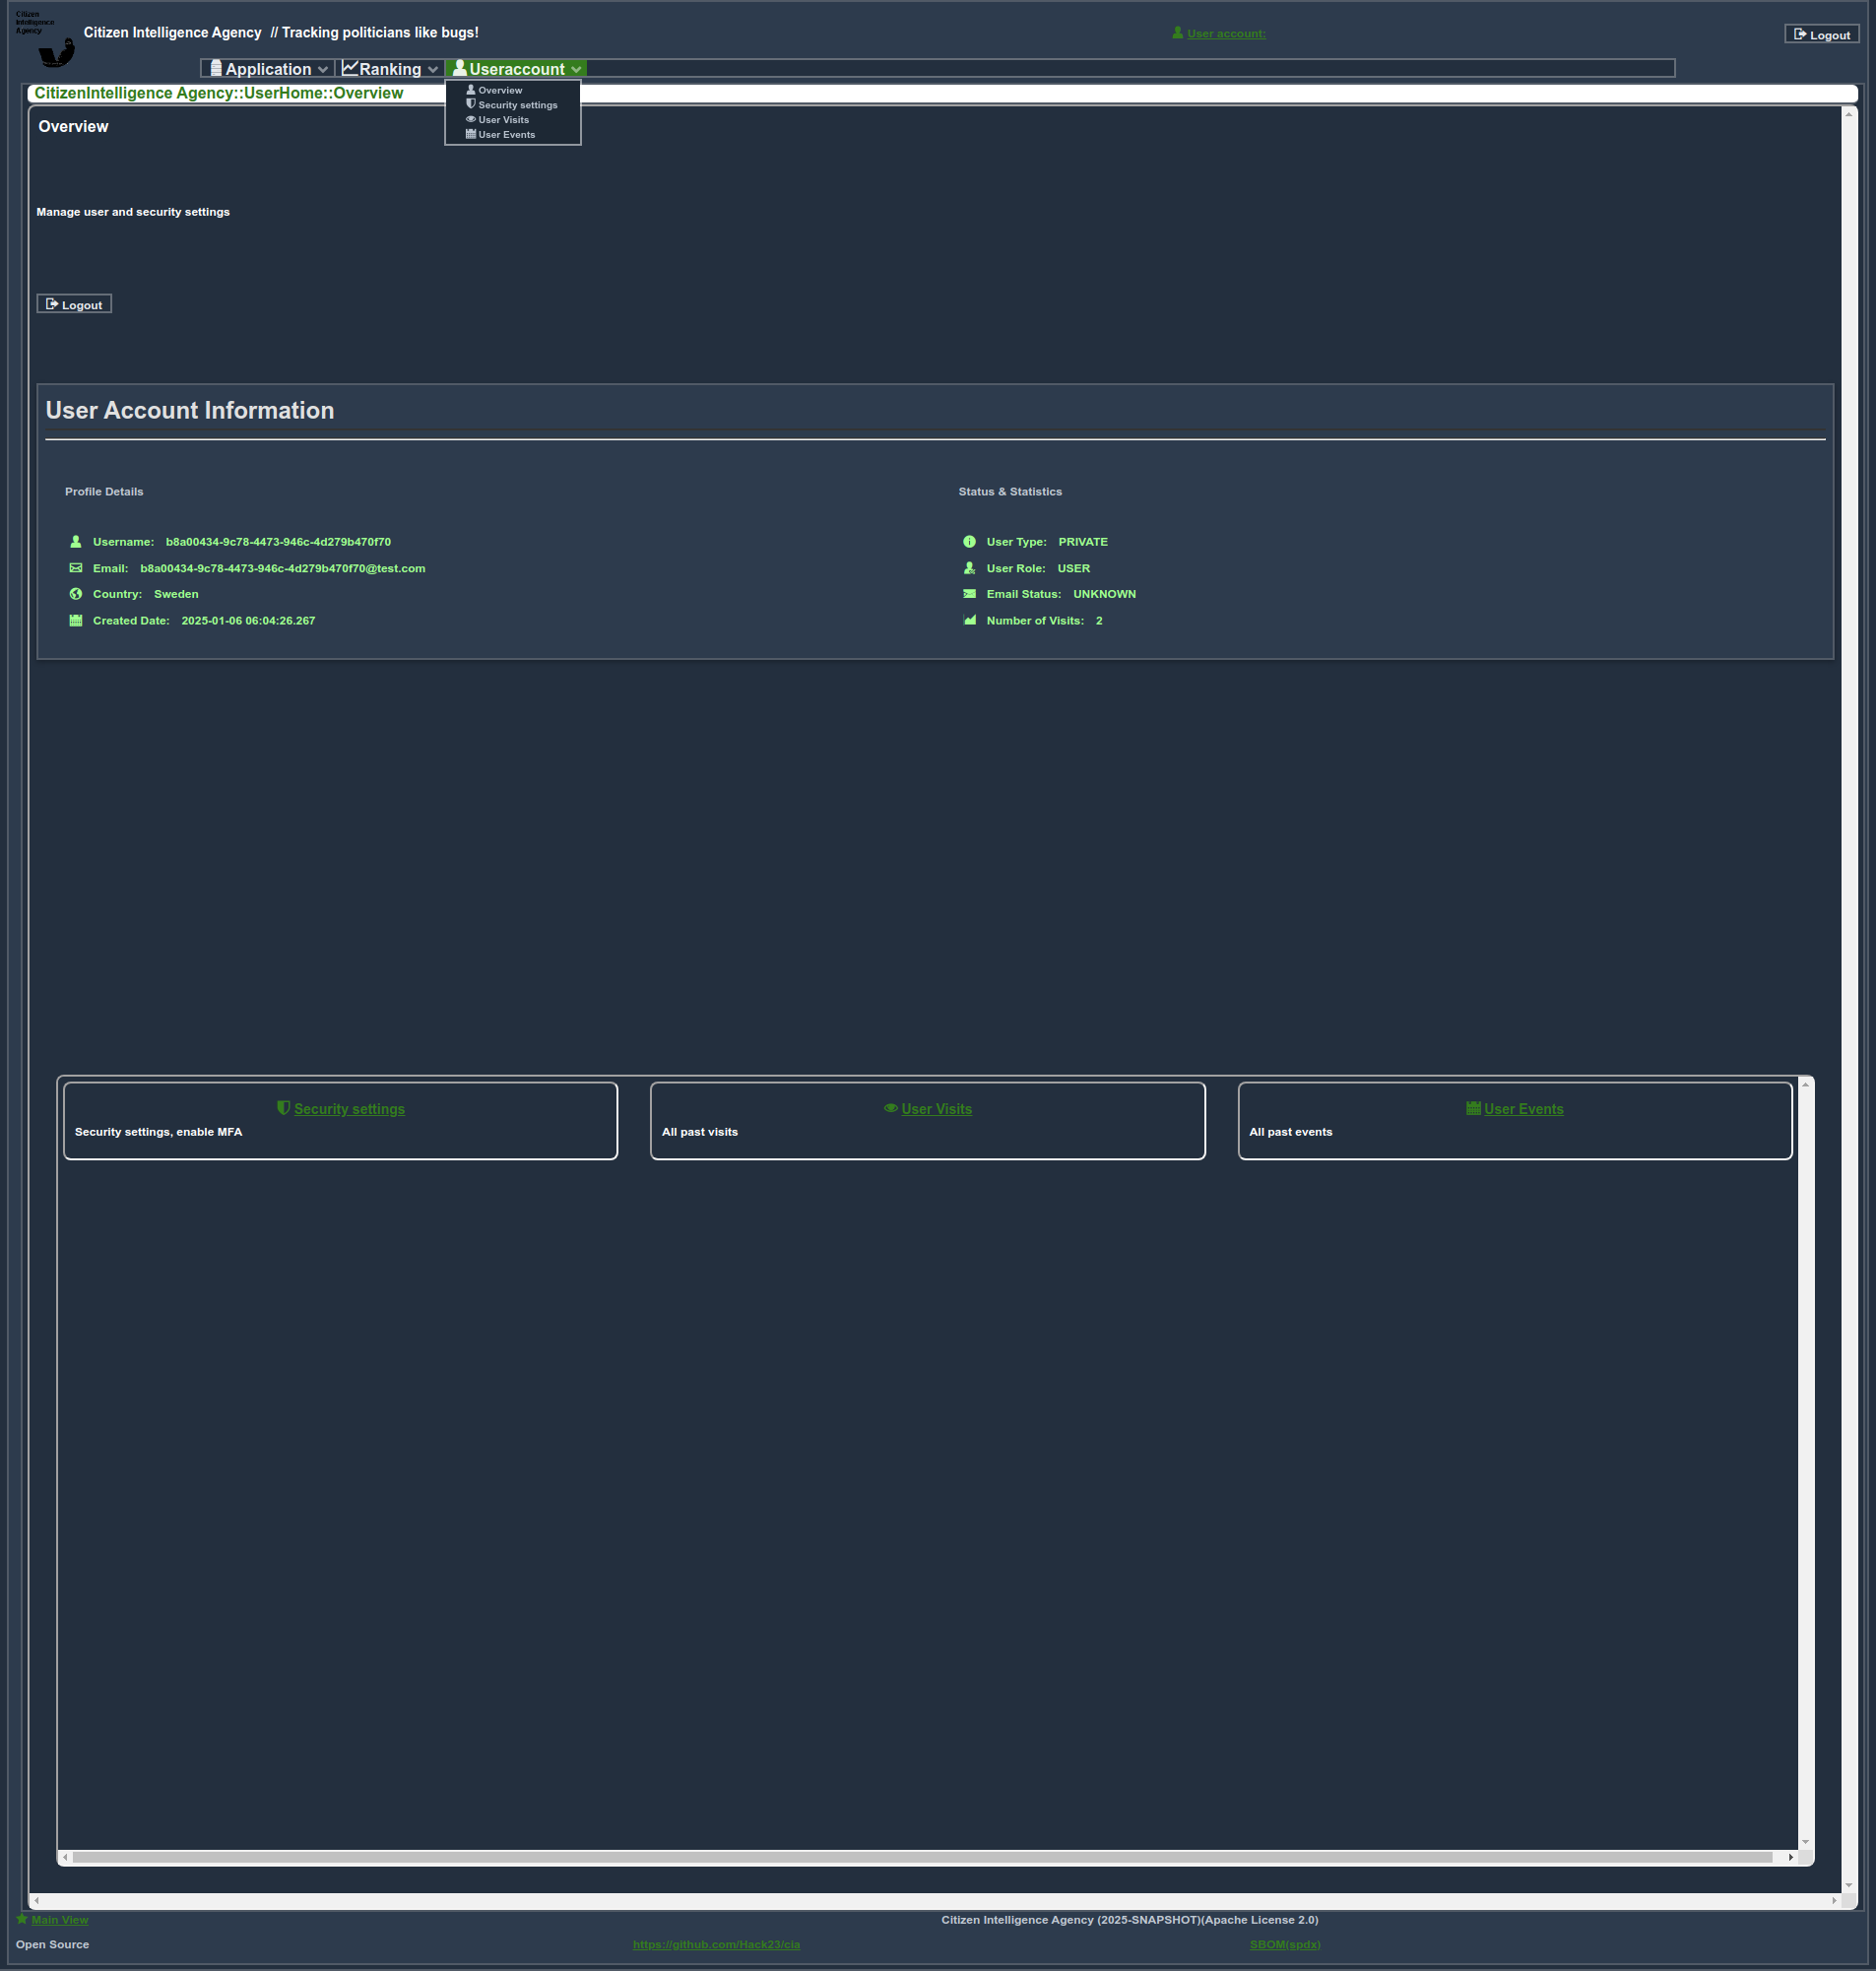 Citizen
Intelligence
Agency
Citizen Intelligence Agency // Tracking politicians like bugs!
User account:
Logout
Application
Ranking
Useraccount
CitizenIntelligence Agency::UserHome::Overview
Overview
Security settings
User Visits
User Events
Overview
Manage user and security settings
Logout
User Account Information
Profile Details
Username: b8a00434-9c78-4473-946c-4d279b470f70
Email: b8a00434-9c78-4473-946c-4d279b470f70@test.com
Country: Sweden
Created Date: 2025-01-06 06:04:26.267
Status & Statistics
User Type: PRIVATE
User Role: USER
Email Status: UNKNOWN
Number of Visits: 2
Security settings
Security settings, enable MFA
User Visits
All past visits
User Events
All past events
Main View
Citizen Intelligence Agency (2025-SNAPSHOT)(Apache License 2.0)
Open Source
https://github.com/Hack23/cia
SBOM(spdx)